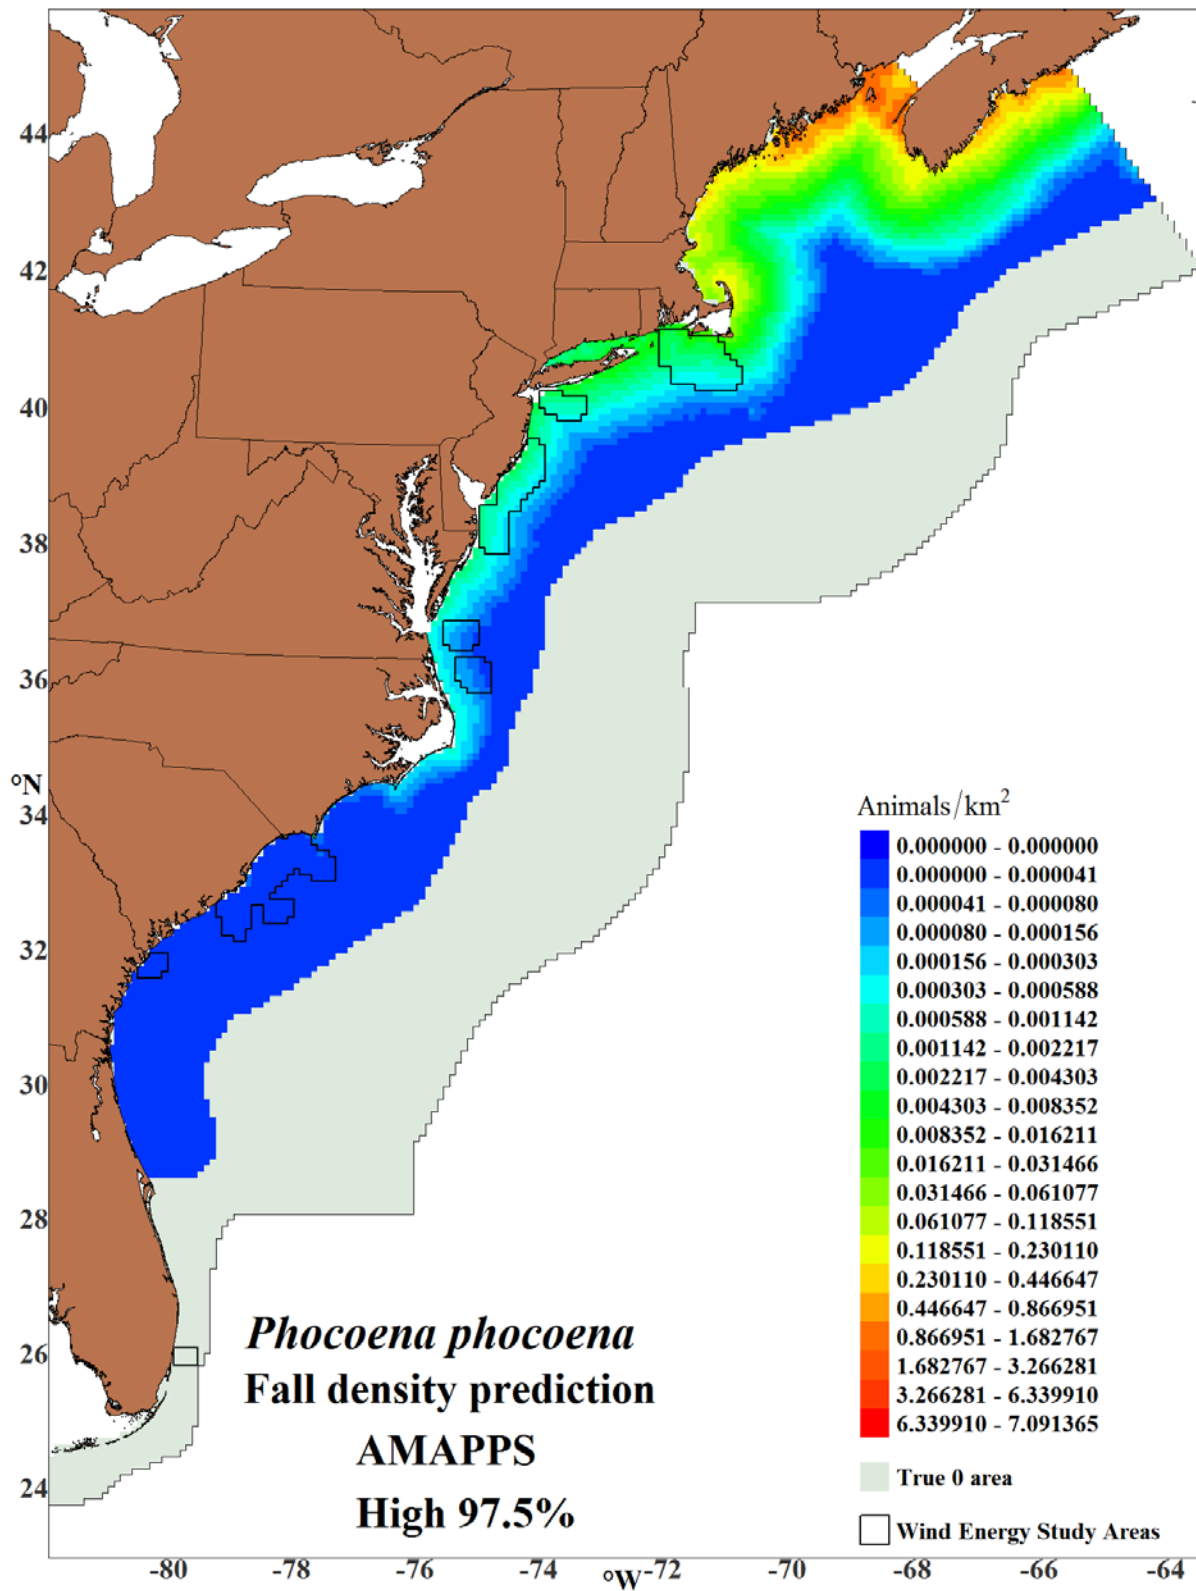 44
42
40
38
36
°N
34
32
30
28
26
24
Animals/km²
0.000000 - 0.000000
0.000000 - 0.000041
0.000041 - 0.000080
0.000080 - 0.000156
0.000156 - 0.000303
0.000303 - 0.000588
0.000588 - 0.001142
0.001142 - 0.002217
0.002217 - 0.004303
0.004303 - 0.008352
0.008352 - 0.016211
0.016211 - 0.031466
0.031466 - 0.061077
0.061077 - 0.118551
0.118551 - 0.230110
0.230110 - 0.446647
0.446647 - 0.866951
0.866951 - 1.682767
1.682767 - 3.266281
3.266281 - 6.339910
6.339910 - 7.091365
True 0 area
Wind Energy Study Areas
Phocoena phocoena
Fall density prediction
AMAPPS
High 97.5%
-80 -78 -76 -74 °W -72 -70 -68 -66 -64